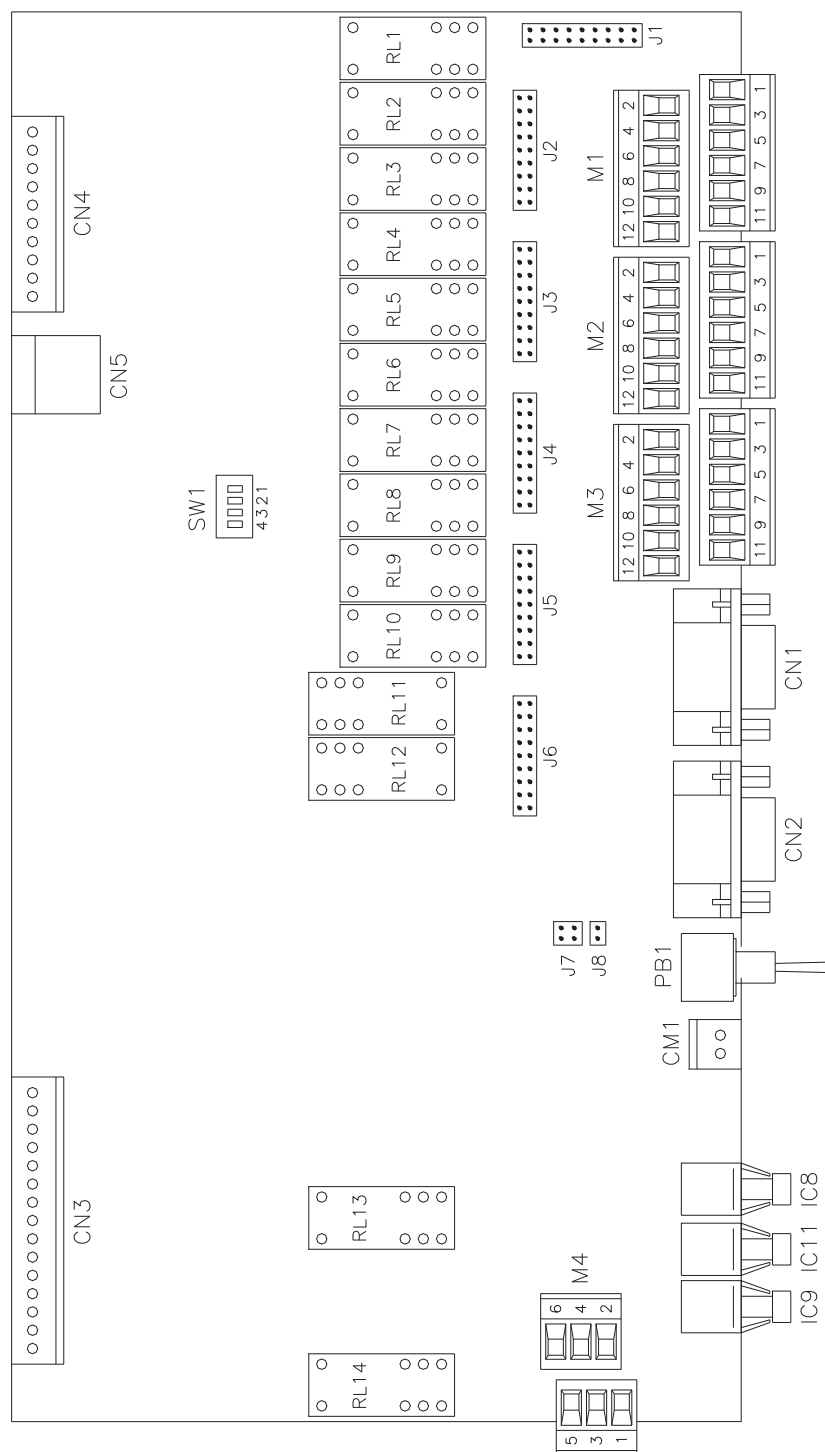 RL1
J1
RL2
J2
RL3
RL4
J3
RL5
RL6
J4
RL7
RL8
J5
RL9
RL10
RL11
J6
RL12
CN4
CN5
SW1
4321
M1
12 10 8 6 4 2
11 9 7 5 3 1
M2
12 10 8 6 4 2
11 9 7 5 3 1
M3
12 10 8 6 4 2
11 9 7 5 3 1
CN1
CN2
J7
J8
PB1
CM1
CN3
RL13
RL14
M4
6 4 2
5 3 1
IC8
IC11
IC9